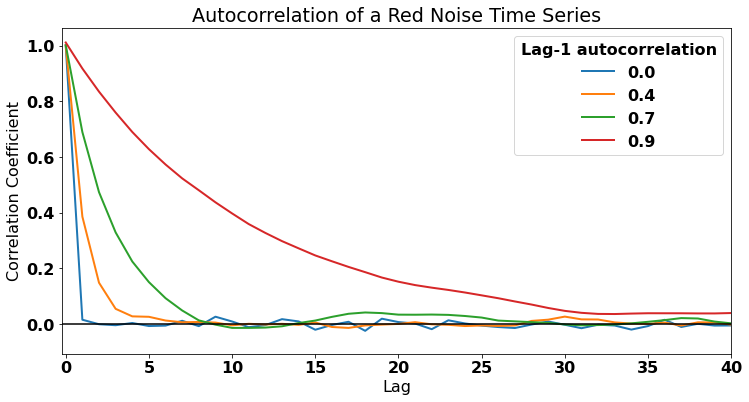 Autocorrelation of a Red Noise Time Series
Correlation Coefficient
1.0
0.8
0.6
0.4
0.2
0.0
Lag-1 autocorrelation
0.0
0.4
0.7
0.9
0 5 10 15 20 25 30 35 40
Lag